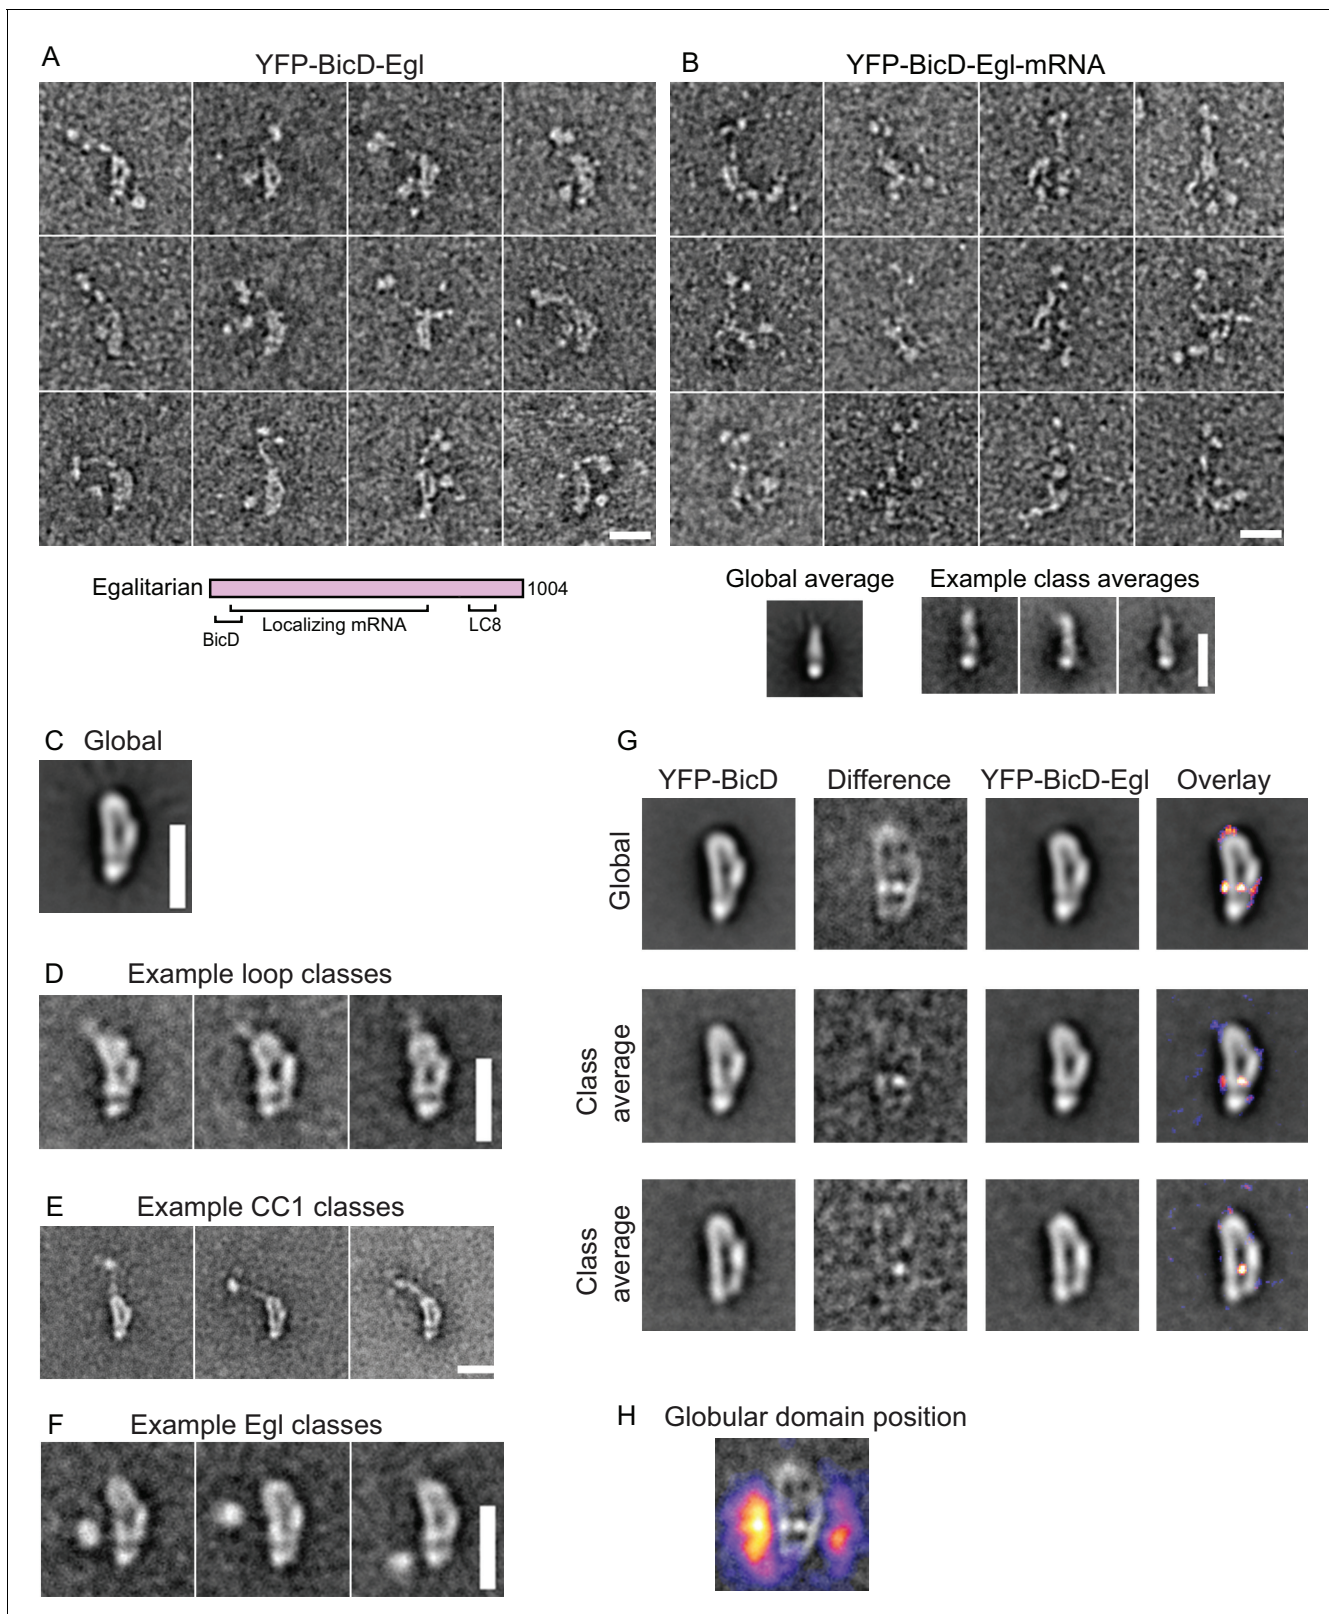 A
YFP-BicD-Egl
B
YFP-BicD-Egl-mRNA
Egalitarian
1004
BicD
Localizing mRNA
LC8
Global average
Example class averages
C Global
D Example loop classes
E Example CC1 classes
F Example Egl classes
G
YFP-BicD Difference YFP-BicD-Egl Overlay
Global
Class
average
Class
average
H Globular domain position